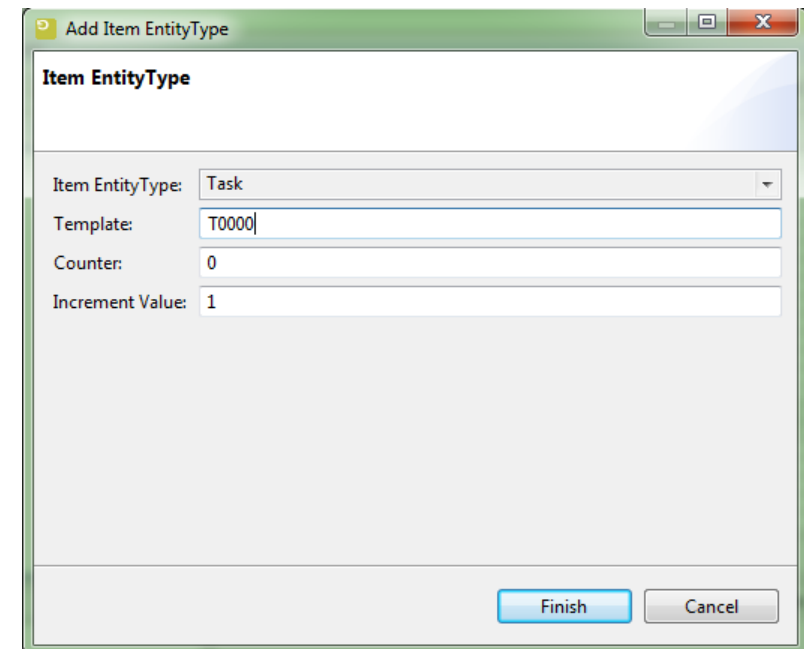 Add Item EntityType
Item EntityType
Item EntityType: Task
Template: T0000
Counter: 0
Increment Value: 1
Finish Cancel